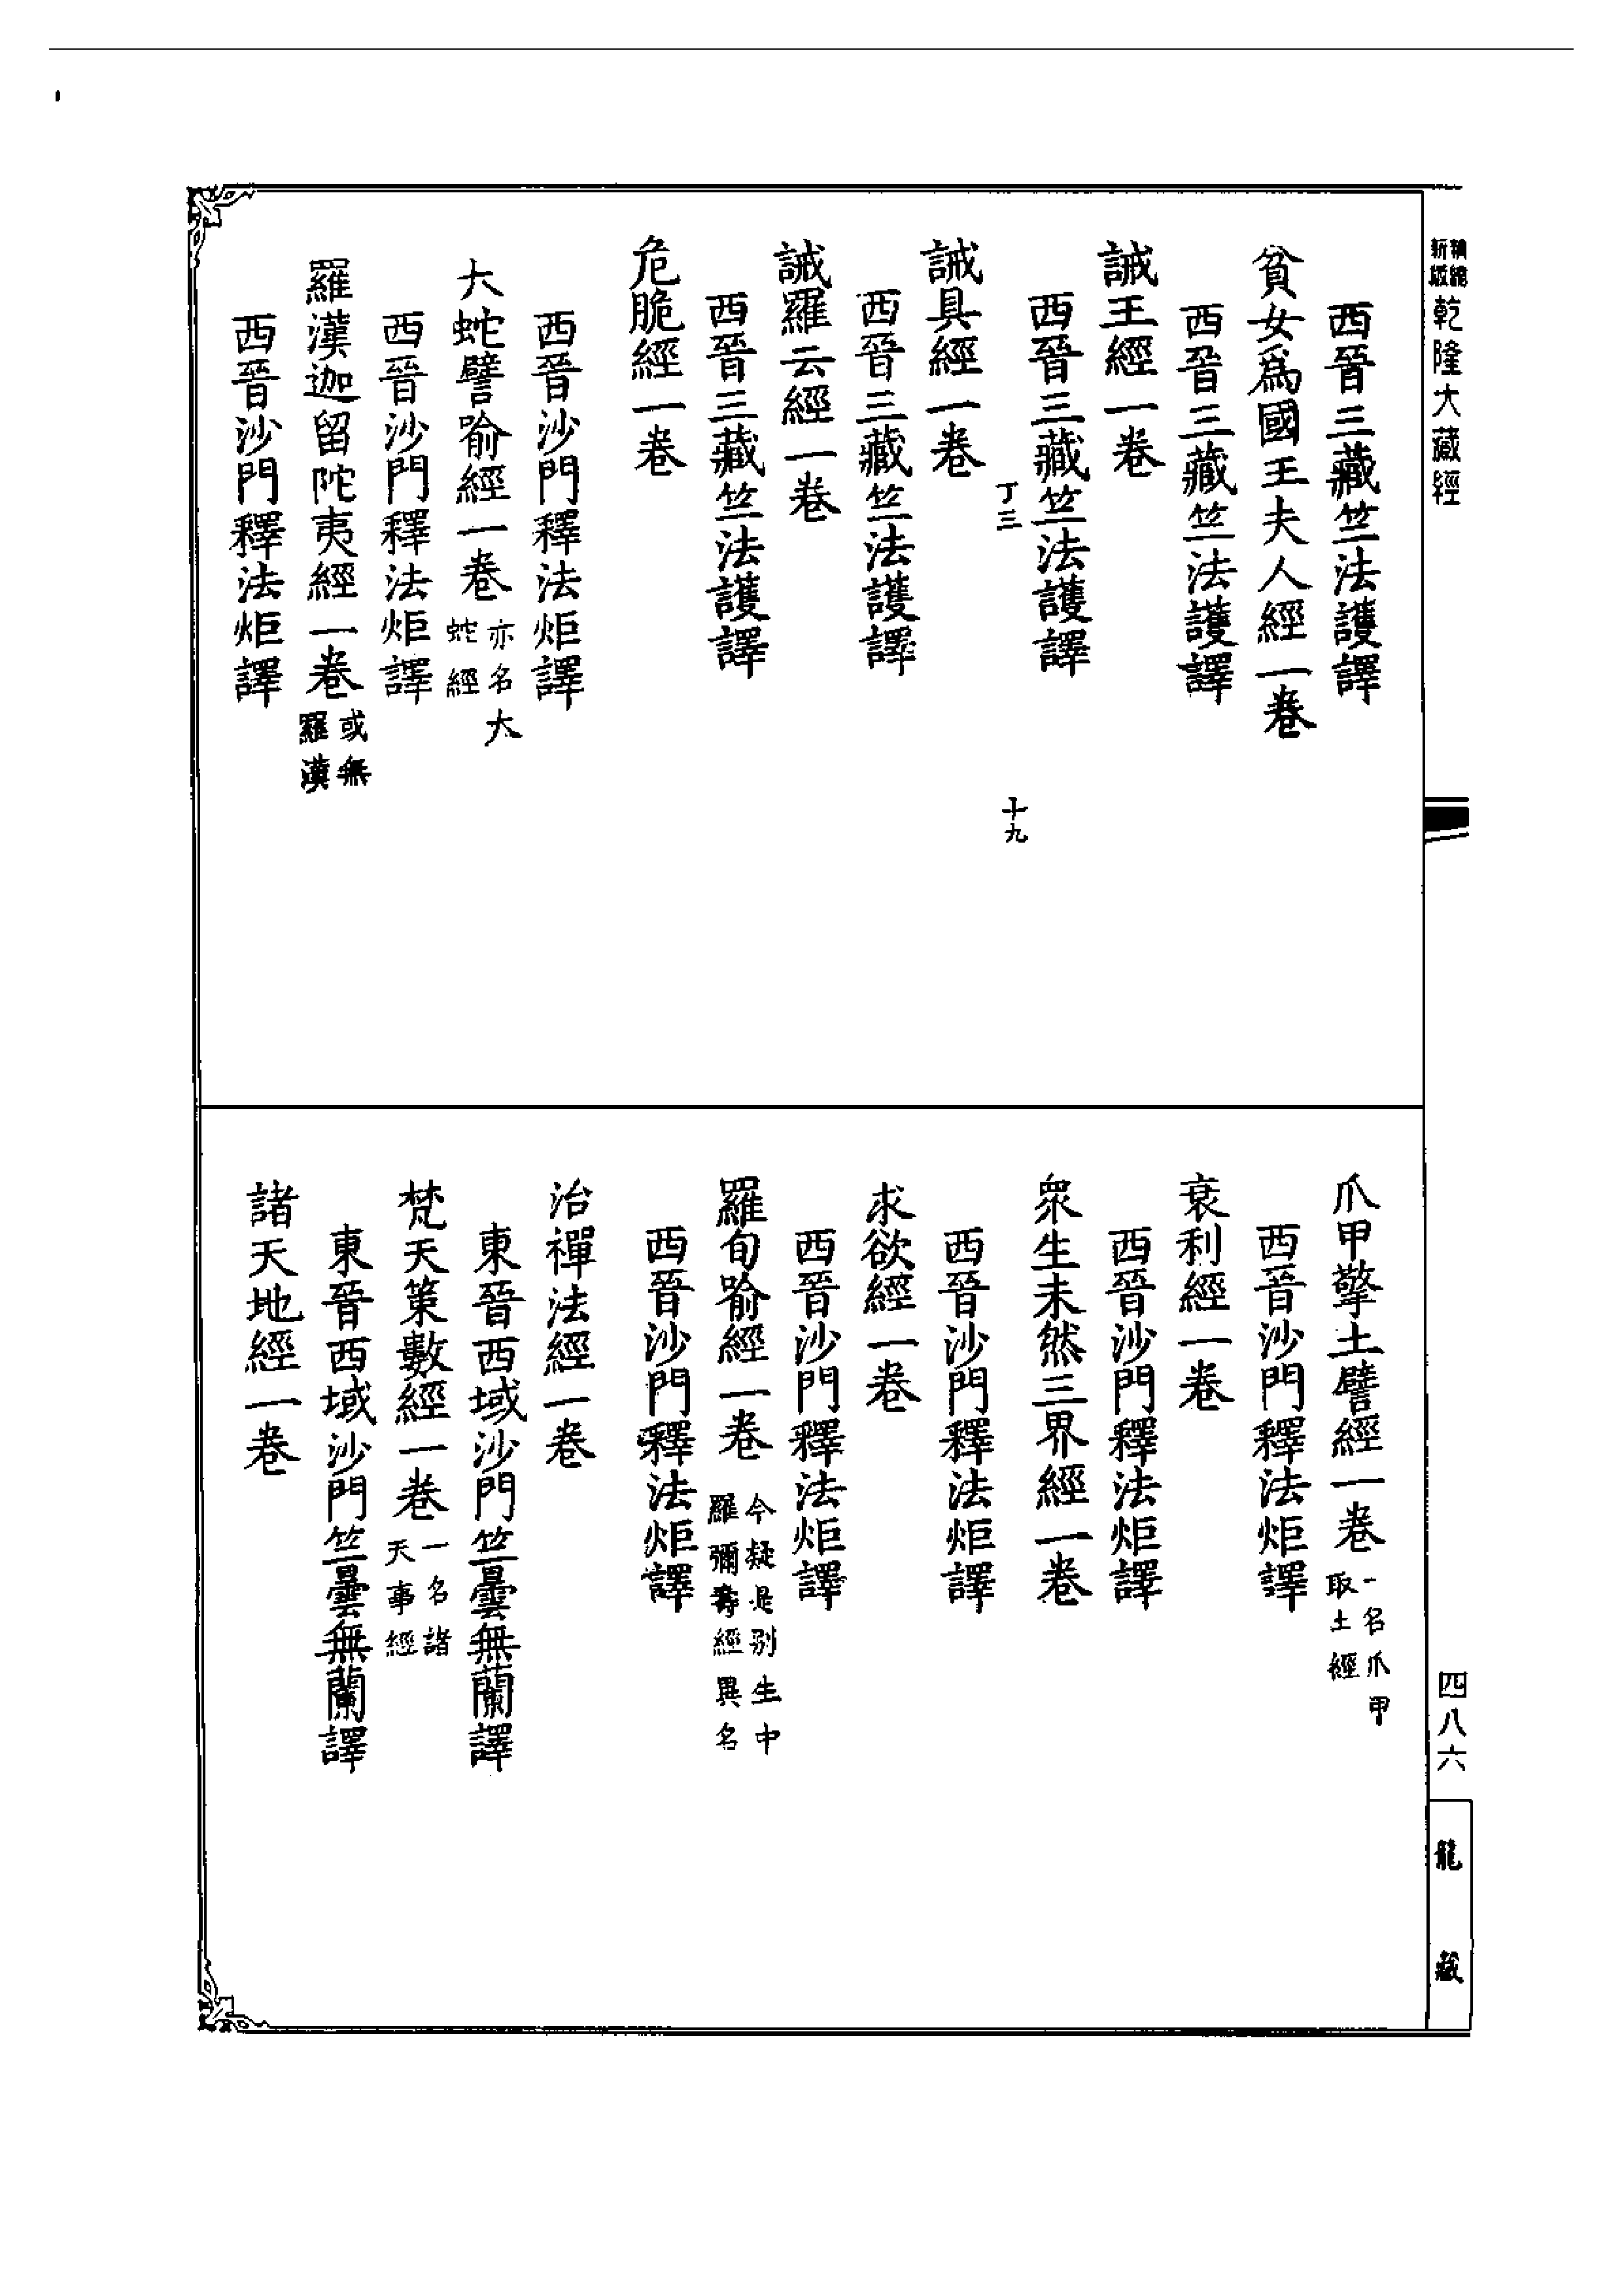 新版精縮乾隆大藏經
西晉三藏竺法護譯
貧女爲國王夫人經一卷
西晉三藏竺法護譯
誡王經一卷
西晉三藏竺法護譯
丁三 十九
誡具經一卷
西晉三藏竺法護譯
誡羅云經一卷
西晉三藏竺法護譯
危脆經一卷
西晉沙門釋法炬譯
大蛇譬喻經一卷 亦名大蛇經
西晉沙門釋法炬譯
羅漢迦留陀夷經一卷 或無羅漢
西晉沙門釋法炬譯
爪甲擎土譬經一卷 一名爪甲取土經
西晉沙門釋法炬譯
衰利經一卷
西晉沙門釋法炬譯
眾生未然三界經一卷
西晉沙門釋法炬譯
求欲經一卷
西晉沙門釋法炬譯
羅旬喻經一卷 今疑是別生中羅彌壽經異名
西晉沙門釋法炬譯
治禪法經一卷
東晉西域沙門竺曇無蘭譯
梵天策數經一卷 一名諸天事經
東晉西域沙門竺曇無蘭譯
諸天地經一卷
四八六
龍藏